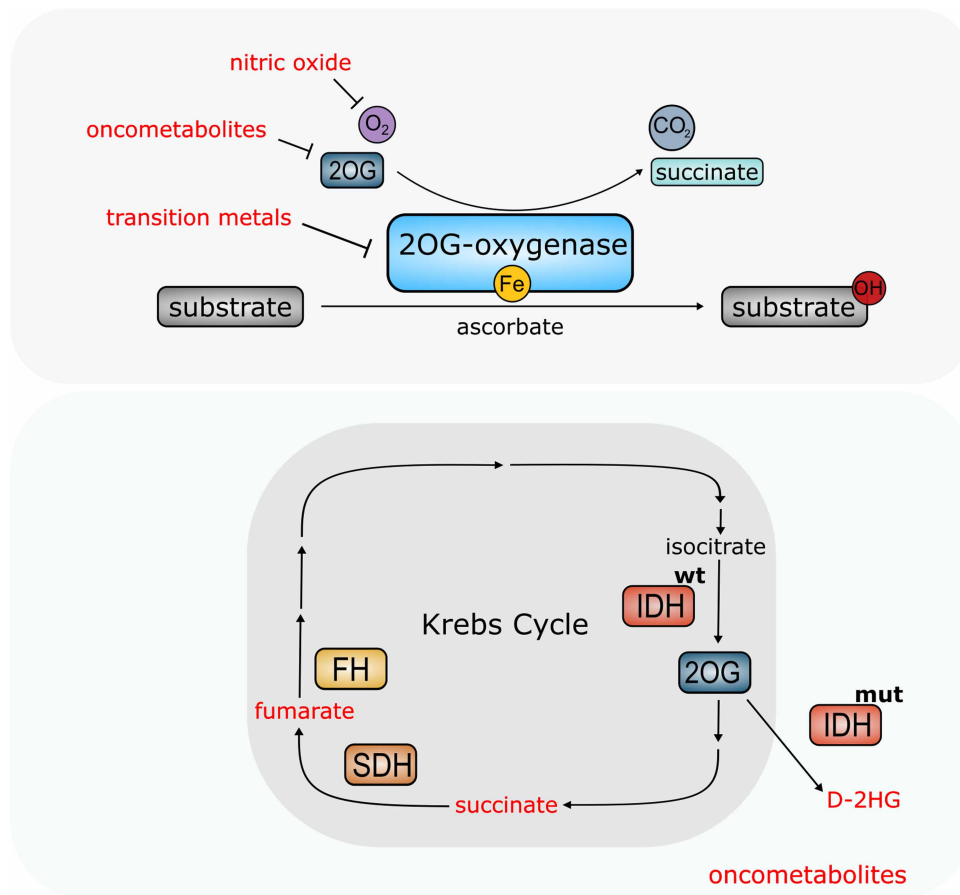 nitric oxide
O2
oncometabolites
2OG
CO2
succinate
transition metals
2OG-oxygenase
Fe
substrate
ascorbate
substrate
OH
isocitrate
wt
IDH
Krebs Cycle
FH
2OG
fumarate
mut
IDH
SDH
succinate
D-2HG
oncometabolites